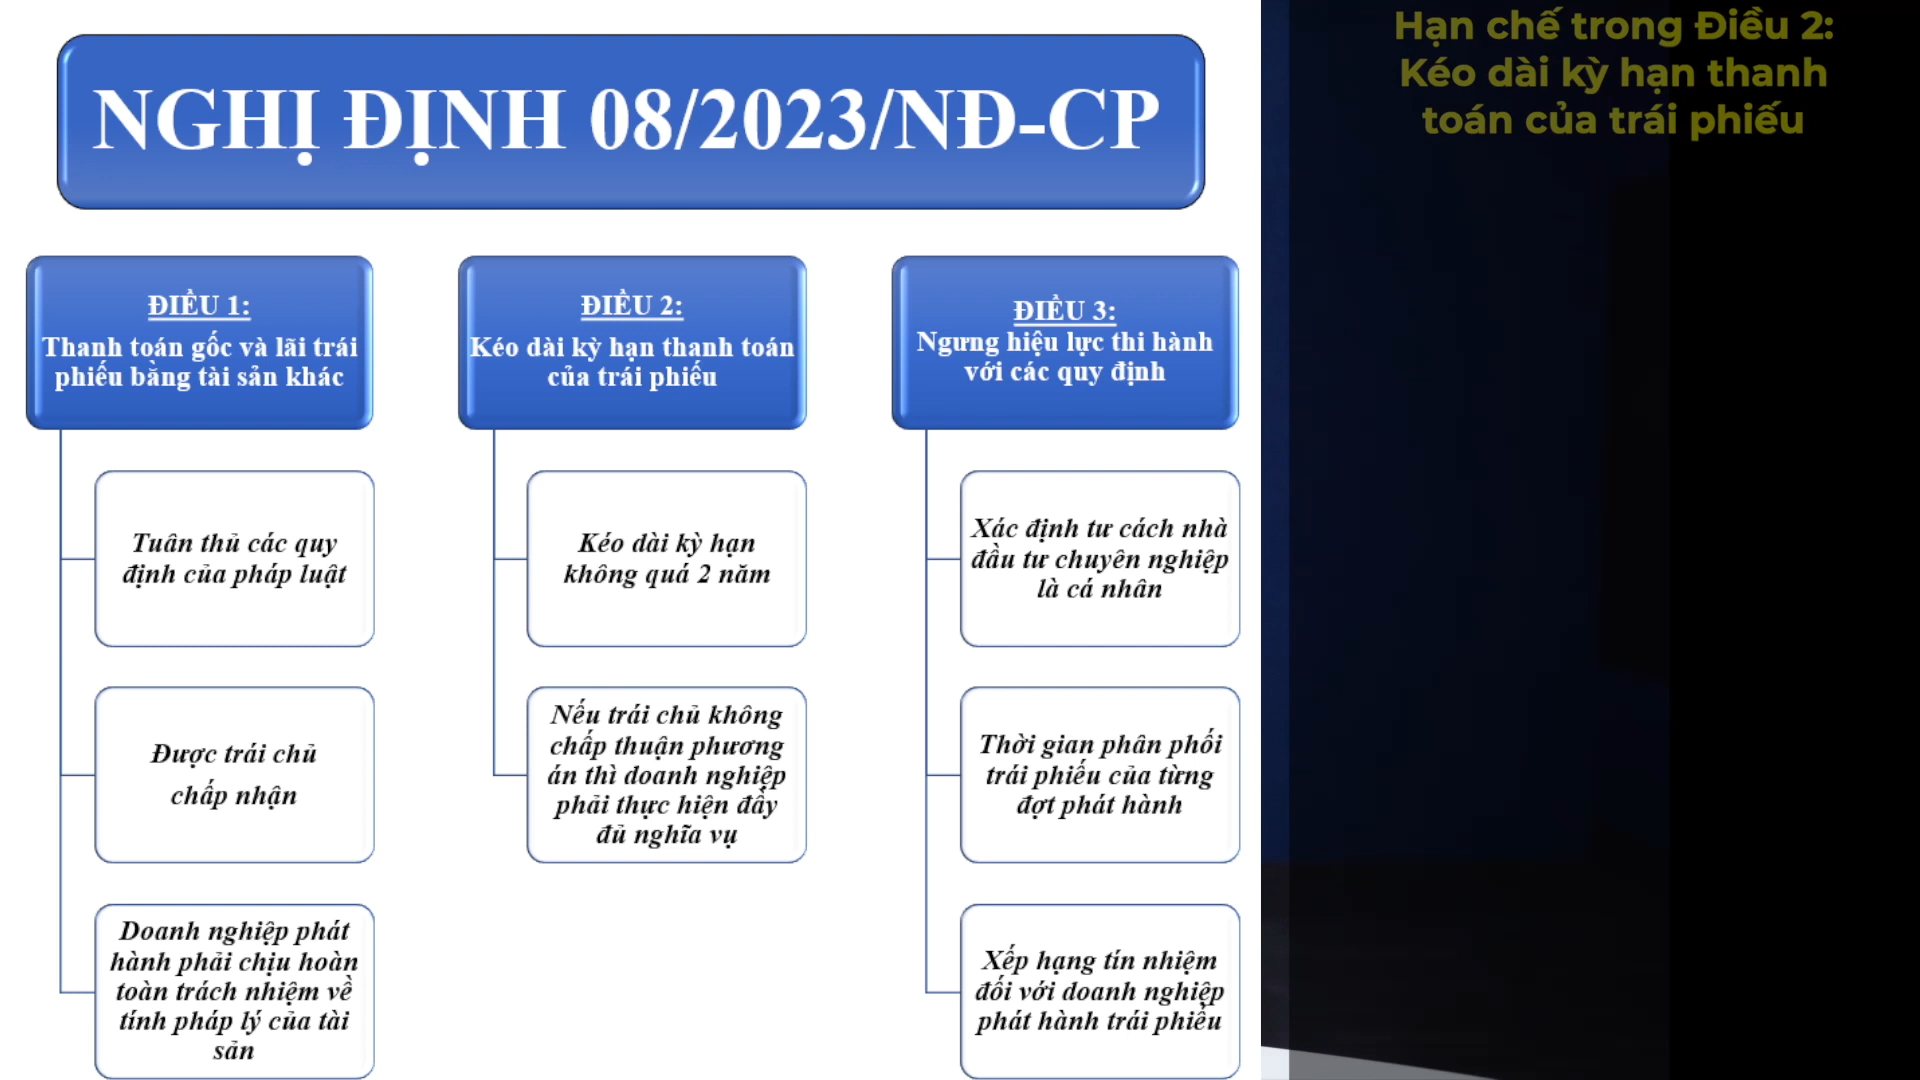 NGHỊ ĐỊNH 08/2023/NĐ-CP
ĐIỀU 1:
Thanh toán gốc và lãi trái
phiếu bằng tài sản khác
Tuân thủ các quy
định của pháp luật
Được trái chủ
chấp nhận
Doanh nghiệp phát
hành phải chịu hoàn
toàn trách nhiệm về
tính pháp lý của tài
sản
ĐIỀU 2:
Kéo dài kỳ hạn thanh toán
của trái phiếu
Kéo dài kỳ hạn
không quá 2 năm
Nếu trái chủ không
chấp thuận phương
án thì doanh nghiệp
phải thực hiện đầy
đủ nghĩa vụ
ĐIỀU 3:
Ngưng hiệu lực thi hành
với các quy định
Xác định tư cách nhà
đầu tư chuyên nghiệp
là cá nhân
Thời gian phân phối
trái phiếu của từng
đợt phát hành
Xếp hạng tín nhiệm
đối với doanh nghiệp
phát hành trái phiếu
Hạn chế trong Điều 2:
Kéo dài kỳ hạn thanh
toán của trái phiếu